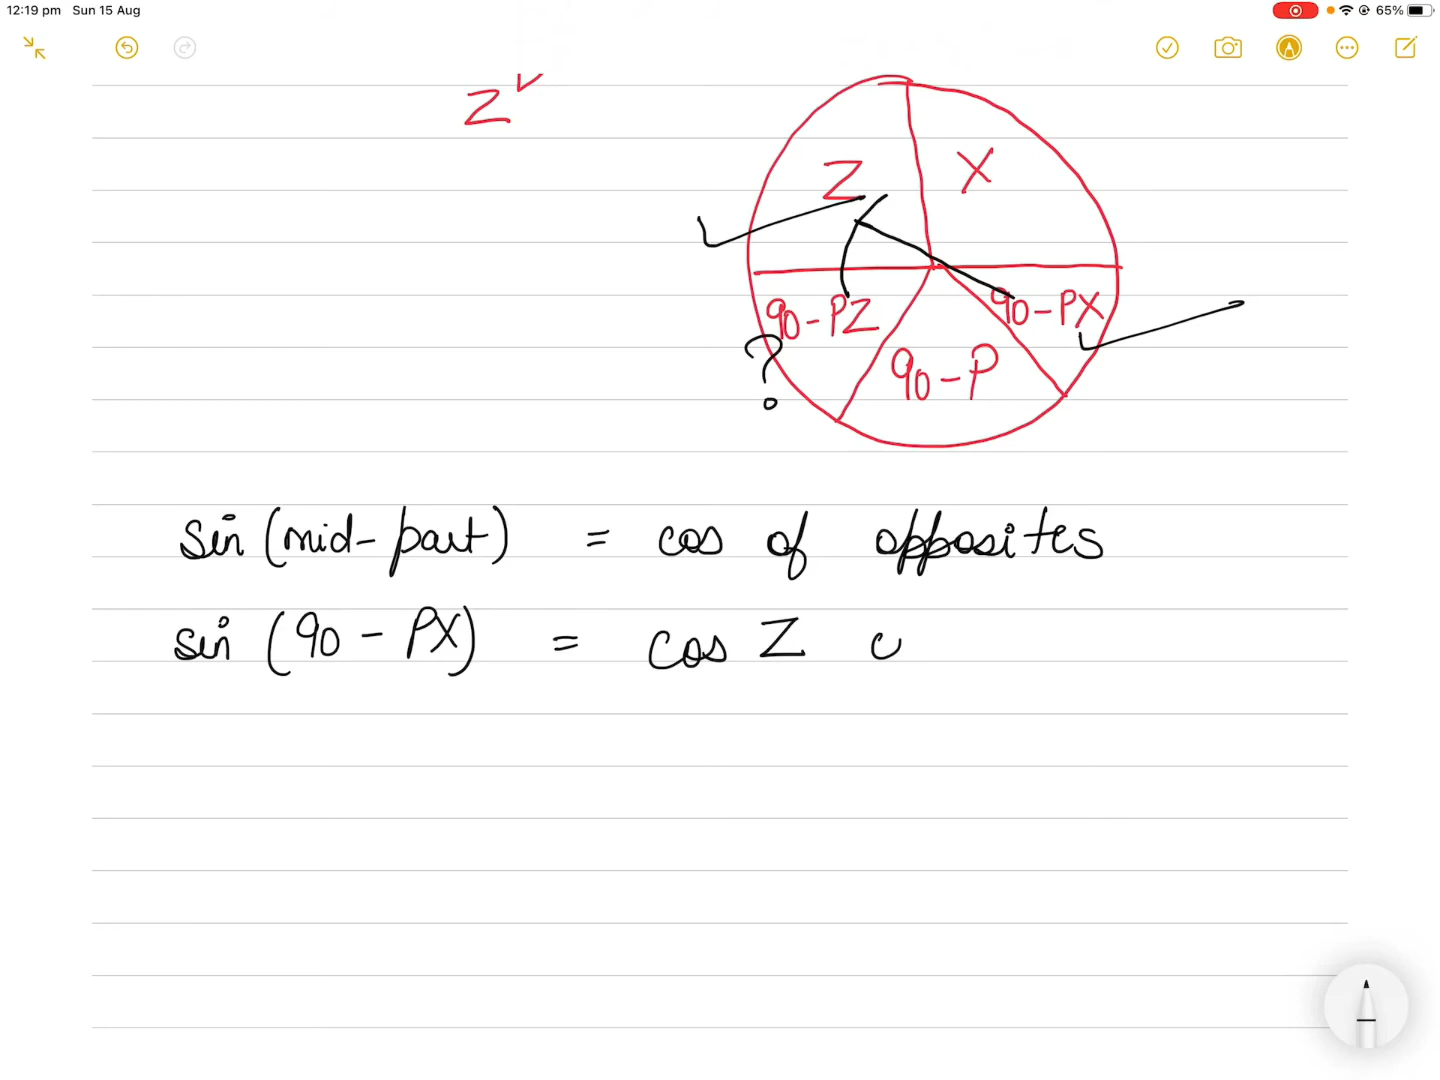 12:19 pm Sun 15 Aug
65%
Z
Z
X
90-PZ
90-PX
90-P
?
sin (mid-part) = cos of opposites
sin (90 - PX) = cos Z c